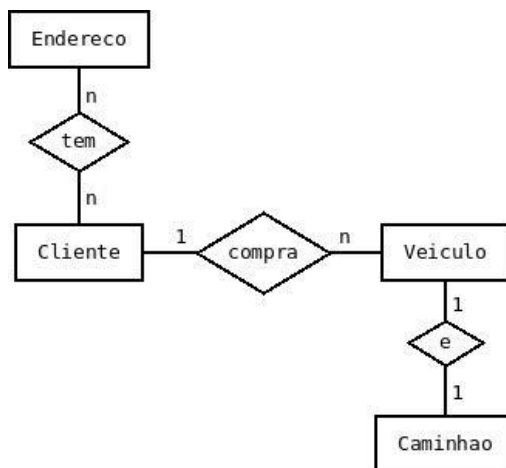 Endereco
n
tem
n
Cliente
1
compra
n
Veiculo
1
e
1
Caminhao